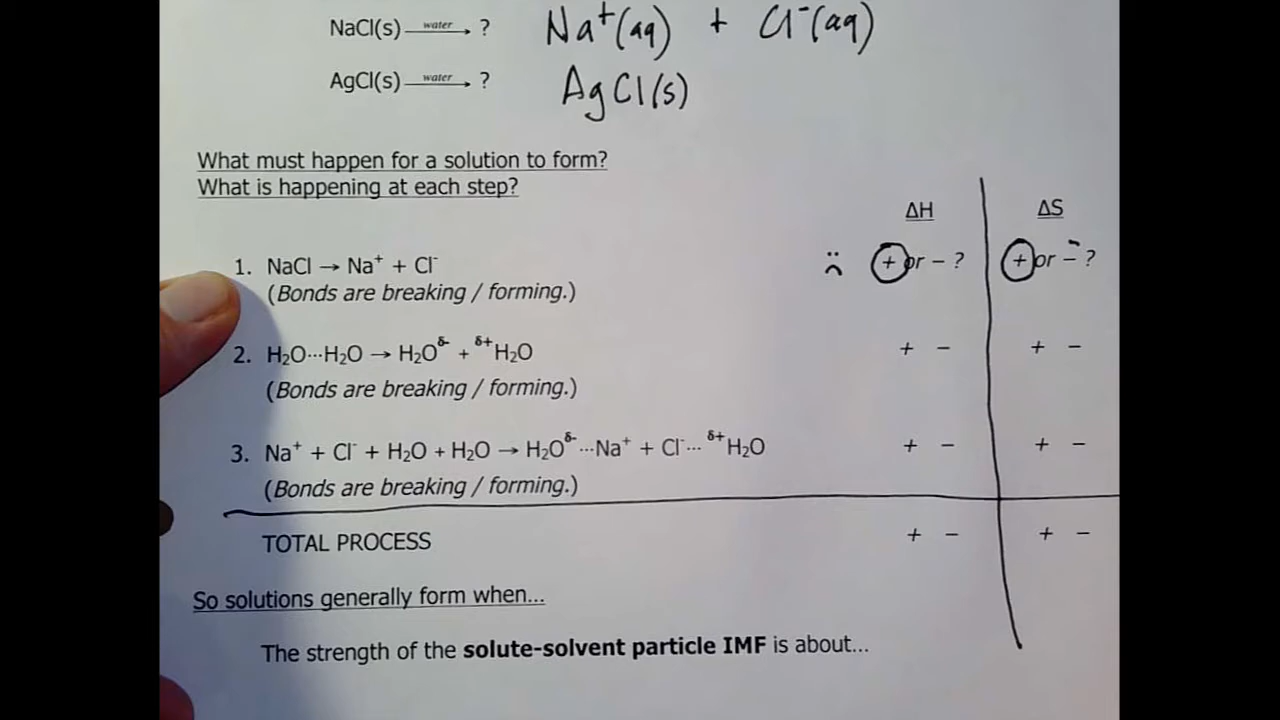 NaCl(s) —water→ ? Na⁺(aq) + Cl⁻(aq)
AgCl(s) —water→ ? AgCl(s)
What must happen for a solution to form?
What is happening at each step?
ΔH ΔS
1. NaCl → Na⁺ + Cl⁻ + or − ? + or − ?
(Bonds are breaking / forming.)
2. H₂O···H₂O → H₂O^δ- + ^δ+H₂O + − + −
(Bonds are breaking / forming.)
3. Na⁺ + Cl⁻ + H₂O + H₂O → H₂O^δ-···Na⁺ + Cl⁻···^δ+H₂O + − + −
(Bonds are breaking / forming.)
TOTAL PROCESS + − + −
So solutions generally form when...
The strength of the solute-solvent particle IMF is about...